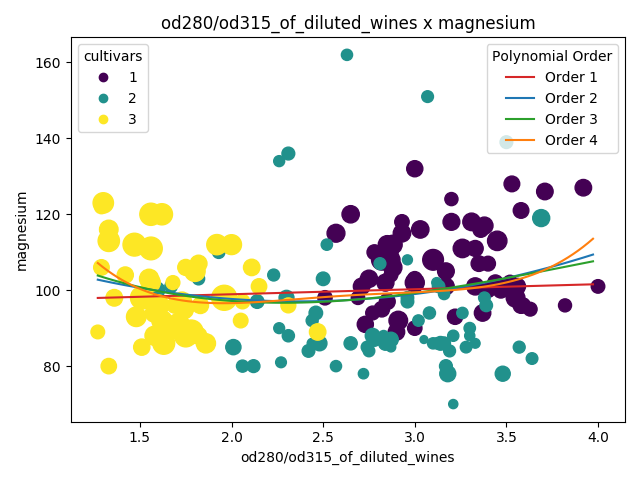 od280/od315_of_diluted_wines x magnesium
cultivars
1
2
3
Polynomial Order
Order 1
Order 2
Order 3
Order 4
magnesium
160
140
120
100
80
1.5 2.0 2.5 3.0 3.5 4.0
od280/od315_of_diluted_wines